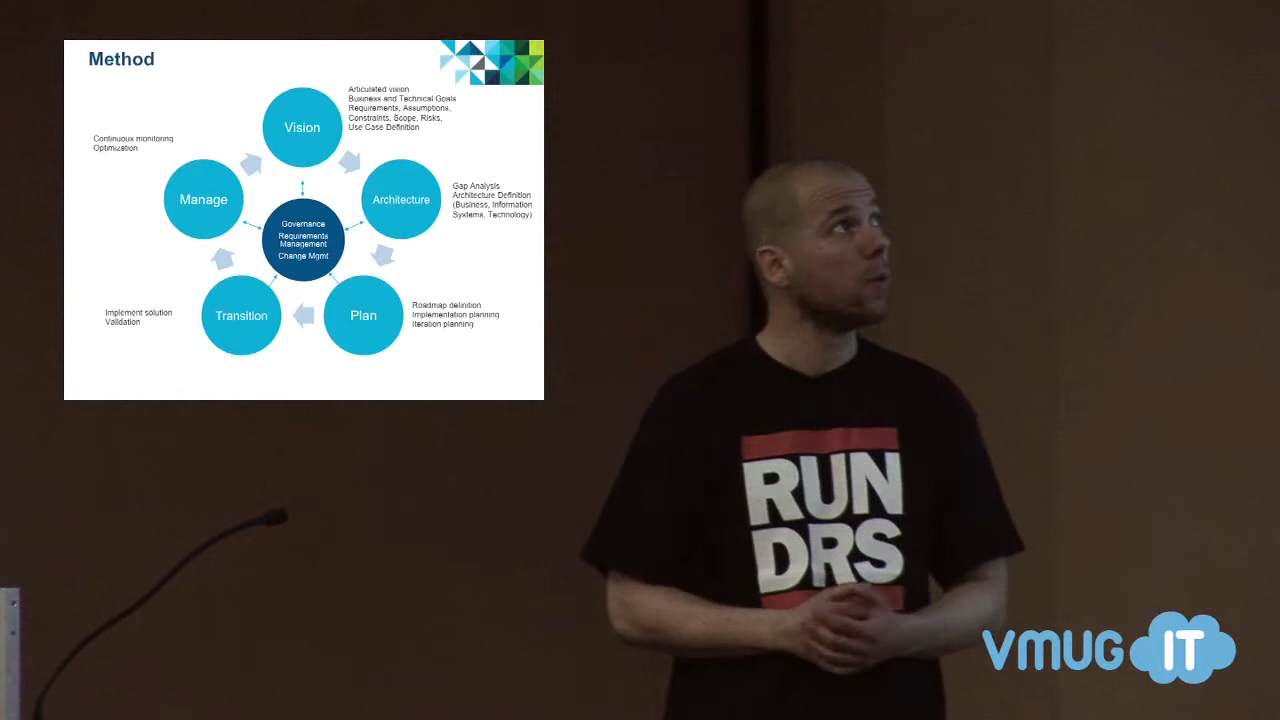 Method
Vision
Articulated vision
Business and Technical Goals
Requirements, Assumptions,
Constraints, Scope, Risks,
Use Case Definition
Continuous monitoring
Optimization
Manage
Architecture
Gap Analysis
Architecture Definition
(Business, Information
Systems, Technology)
Governance
Requirements
Management
Change Mgmt
Implement solution
Validation
Transition
Plan
Roadmap definition
Implementation planning
Iteration planning
RUN
DRS
VMUG IT